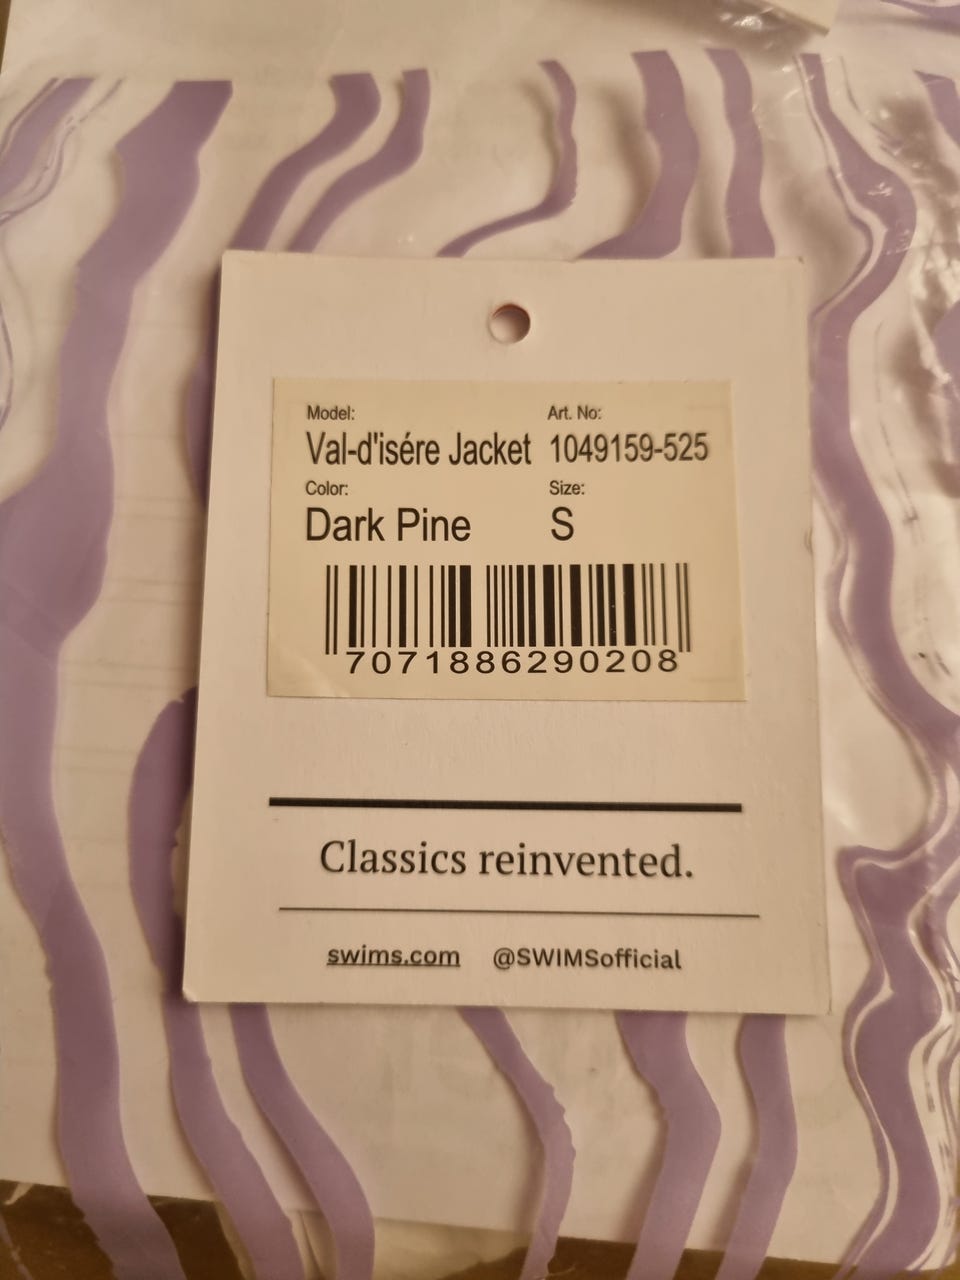 Model: Art. No:
Val-d'isére Jacket 1049159-525
Color: Size:
Dark Pine S
7071886290208
Classics reinvented.
swims.com @SWIMSofficial